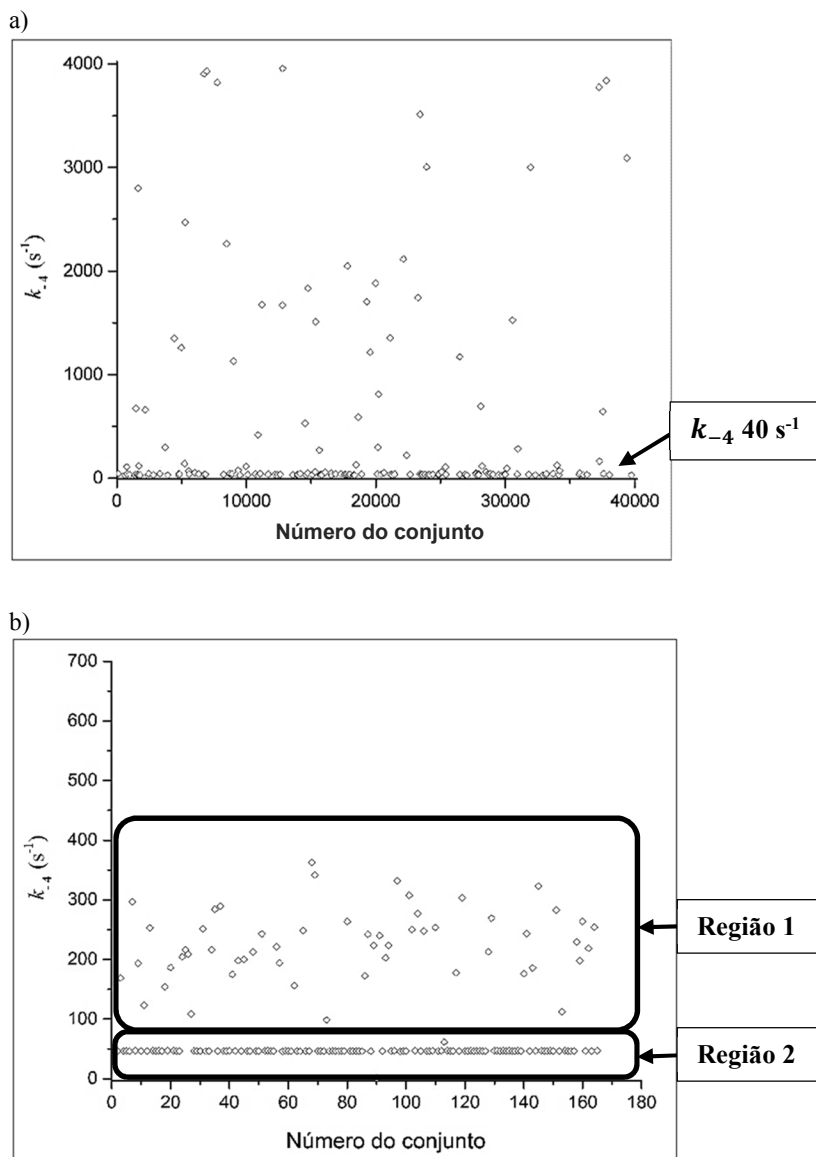 a)
4000
3000
2000
1000
0
k₋₄ (s⁻¹)
0 10000 20000 30000 40000
Número do conjunto
k₋₄ 40 s⁻¹
b)
700
600
500
400
300
200
100
0
k₋₄ (s⁻¹)
0 20 40 60 80 100 120 140 160 180
Número do conjunto
Região 1
Região 2